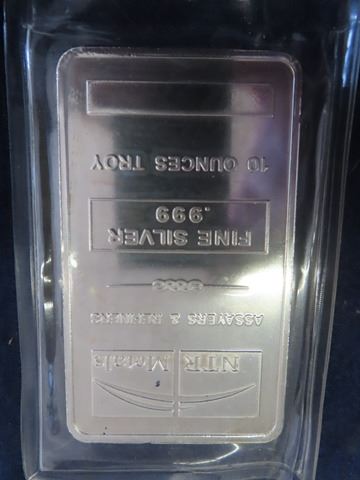 NTR
Metals
ASSAYERS & REFINERS
FINE SILVER
.999
10 OUNCES TROY